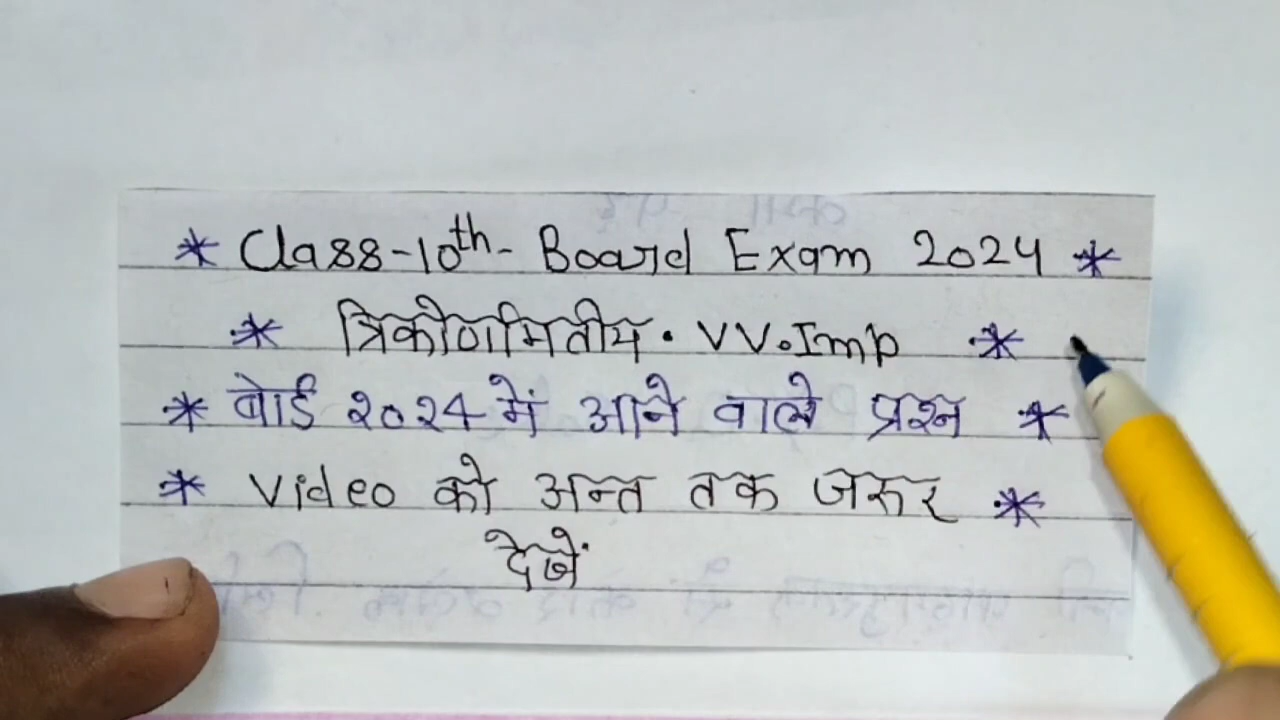 * Class-10th- Board Exam 2024 *
* त्रिकोणमितीय. VV.Imp *
* बोर्ड 2024 में आने वाले प्रश्न *
* Video को अन्त तक जरुर *
देखें